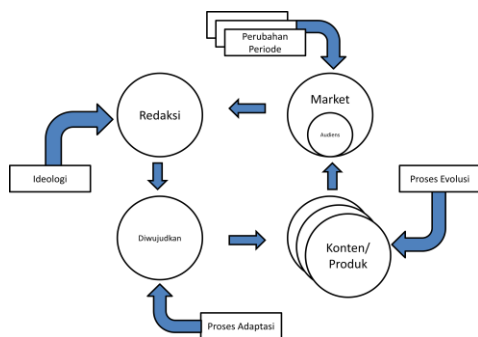 Perubahan
Periode
Redaksi
Market
Audiens
Ideologi
Proses Evolusi
Diwujudkan
Konten/
Produk
Proses Adaptasi